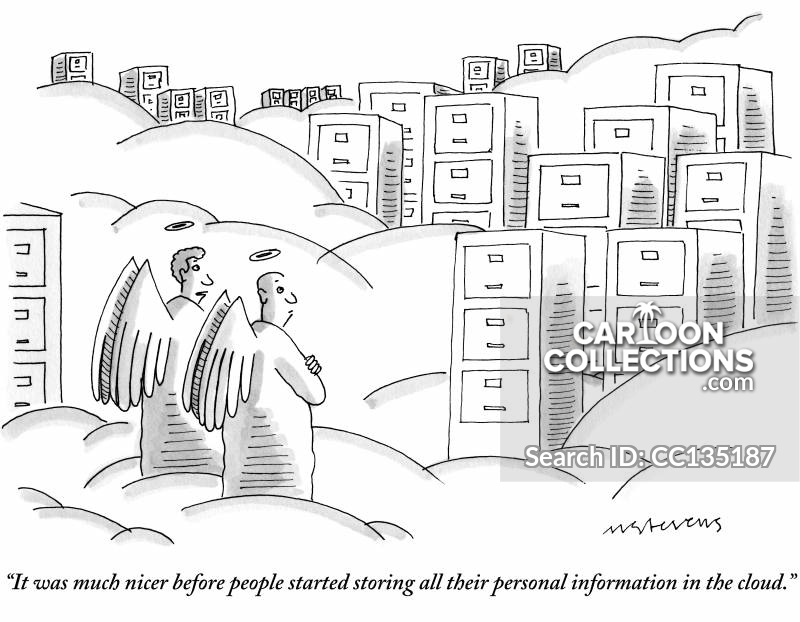 CARTOON
COLLECTIONS
.com
Search ID: CC135187
mstevens
“It was much nicer before people started storing all their personal information in the cloud.”